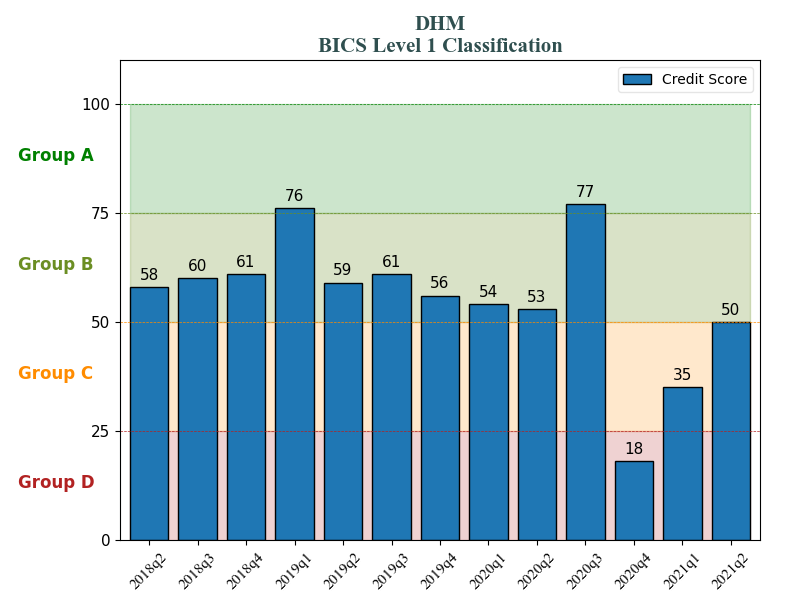 DHM
BICS Level 1 Classification
Credit Score
100
Group A
75
Group B
50
Group C
25
Group D
0
58
60
61
76
59
61
56
54
53
77
18
35
50
2018q2
2018q3
2018q4
2019q1
2019q2
2019q3
2019q4
2020q1
2020q2
2020q3
2020q4
2021q1
2021q2